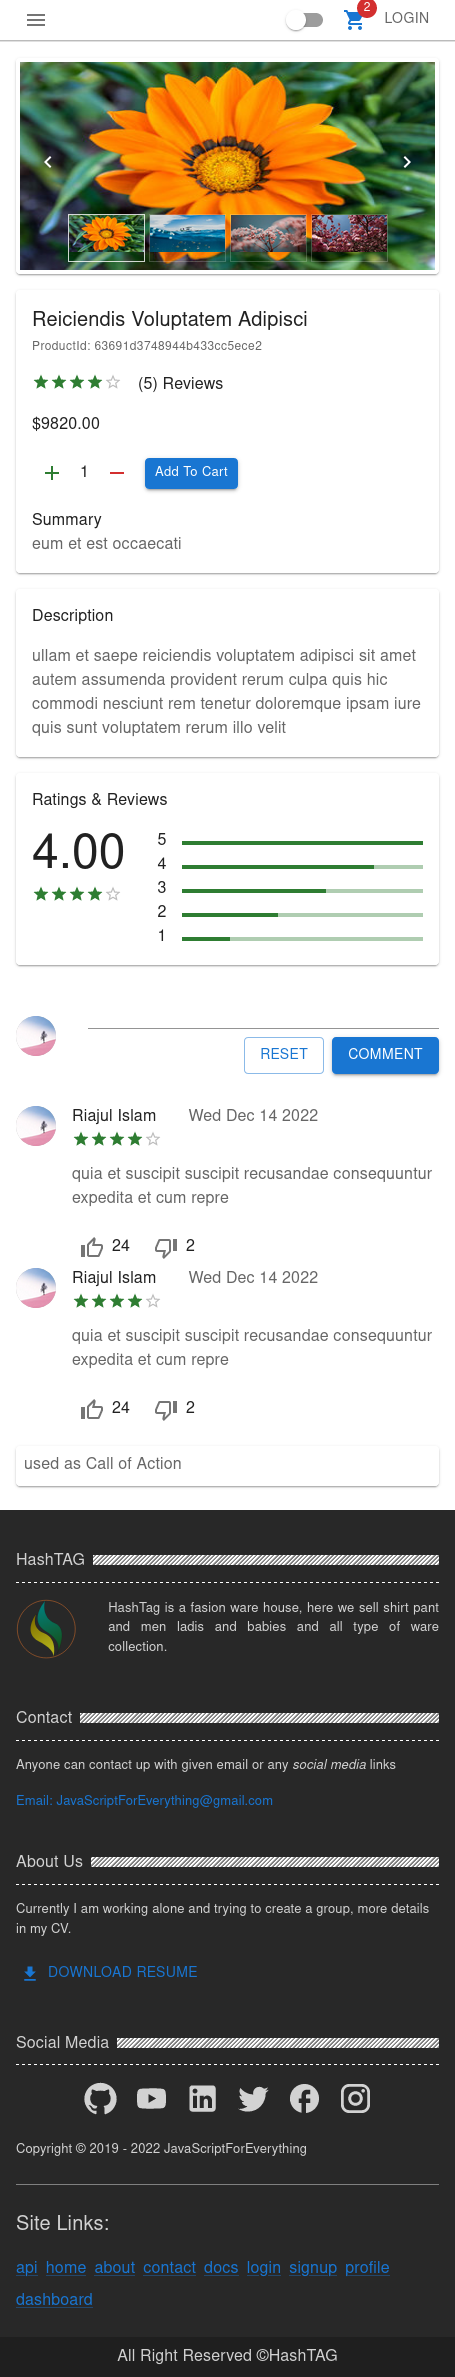 2
LOGIN
Reiciendis Voluptatem Adipisci
ProductId: 63691d3748944b433cc5ece2
(5) Reviews
$9820.00
1
Add To Cart
Summary
eum et est occaecati
Description
ullam et saepe reiciendis voluptatem adipisci sit amet
autem assumenda provident rerum culpa quis hic
commodi nesciunt rem tenetur doloremque ipsam iure
quis sunt voluptatem rerum illo velit
Ratings & Reviews
4.00
5
4
3
2
1
RESET
COMMENT
Riajul Islam Wed Dec 14 2022
quia et suscipit suscipit recusandae consequuntur
expedita et cum repre
24 2
Riajul Islam Wed Dec 14 2022
quia et suscipit suscipit recusandae consequuntur
expedita et cum repre
24 2
used as Call of Action
HashTAG
HashTag is a fasion ware house, here we sell shirt pant
and men ladis and babies and all type of ware
collection.
Contact
Anyone can contact up with given email or any social media links
Email: JavaScriptForEverything@gmail.com
About Us
Currently I am working alone and trying to create a group, more details
in my CV.
DOWNLOAD RESUME
Social Media
Copyright © 2019 - 2022 JavaScriptForEverything
Site Links:
api home about contact docs login signup profile
dashboard
All Right Reserved ©HashTAG